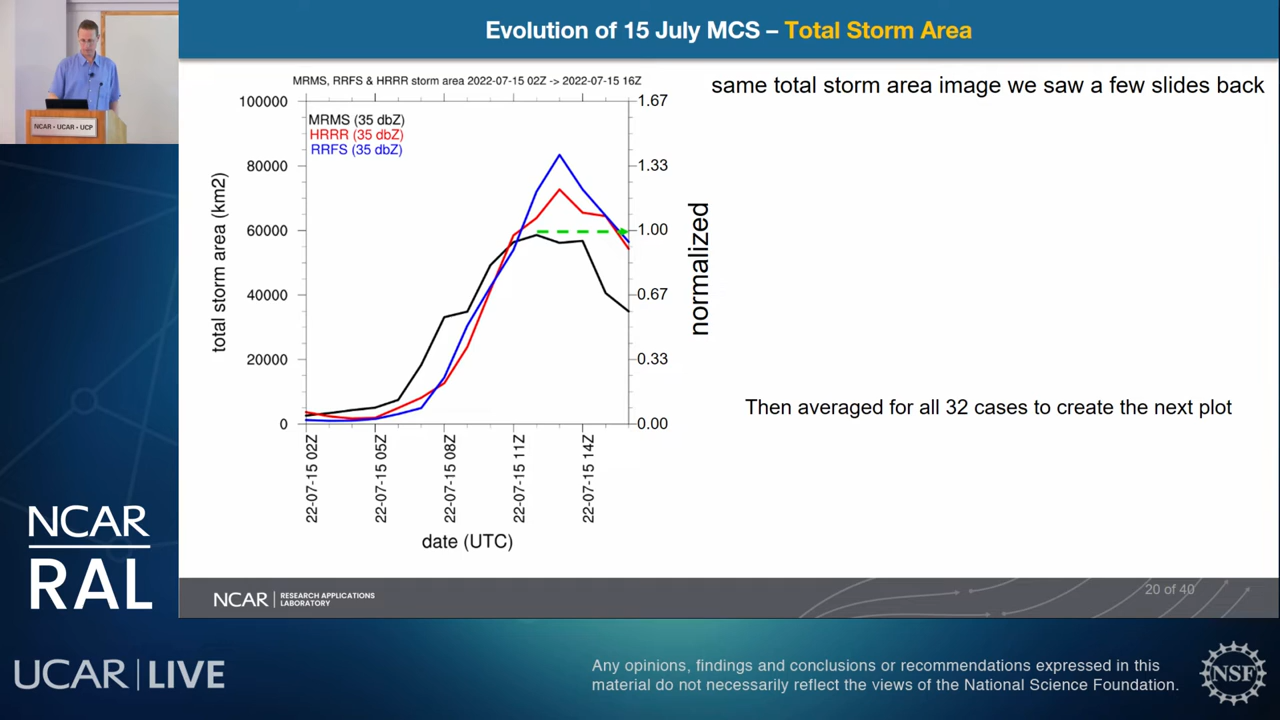 Evolution of 15 July MCS – Total Storm Area
MRMS, RRFS & HRRR storm area 2022-07-15 02Z -> 2022-07-15 16Z
same total storm area image we saw a few slides back
MRMS (35 dbZ)
HRRR (35 dbZ)
RRFS (35 dbZ)
100000
80000
60000
40000
20000
0
total storm area (km2)
1.67
1.33
1.00
0.67
0.33
0.00
normalized
22-07-15 02Z
22-07-15 05Z
22-07-15 08Z
22-07-15 11Z
22-07-15 14Z
date (UTC)
Then averaged for all 32 cases to create the next plot
NCAR • UCAR • UCP
NCAR
RAL
NCAR
RESEARCH APPLICATIONS
LABORATORY
20 of 40
UCAR LIVE
Any opinions, findings and conclusions or recommendations expressed in this
material do not necessarily reflect the views of the National Science Foundation.
NSF